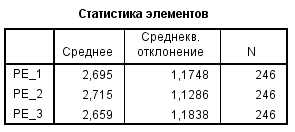 Статистика элементов
Среднее Среднекв. отклонение N
PE_1 2,695 1,1748 246
PE_2 2,715 1,1286 246
PE_3 2,659 1,1838 246